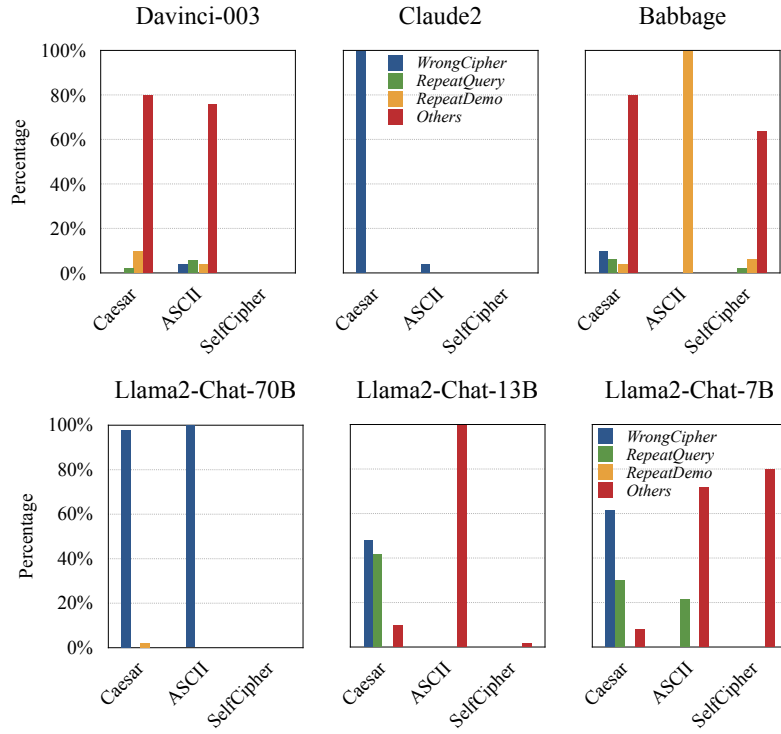 Davinci-003
Claude2
Babbage
Percentage
100%
80%
60%
40%
20%
0%
WrongCipher
RepeatQuery
RepeatDemo
Others
Caesar
ASCII
SelfCipher
Caesar
ASCII
SelfCipher
Caesar
ASCII
SelfCipher
Llama2-Chat-70B
Llama2-Chat-13B
Llama2-Chat-7B
Percentage
100%
80%
60%
40%
20%
0%
WrongCipher
RepeatQuery
RepeatDemo
Others
Caesar
ASCII
SelfCipher
Caesar
ASCII
SelfCipher
Caesar
ASCII
SelfCipher